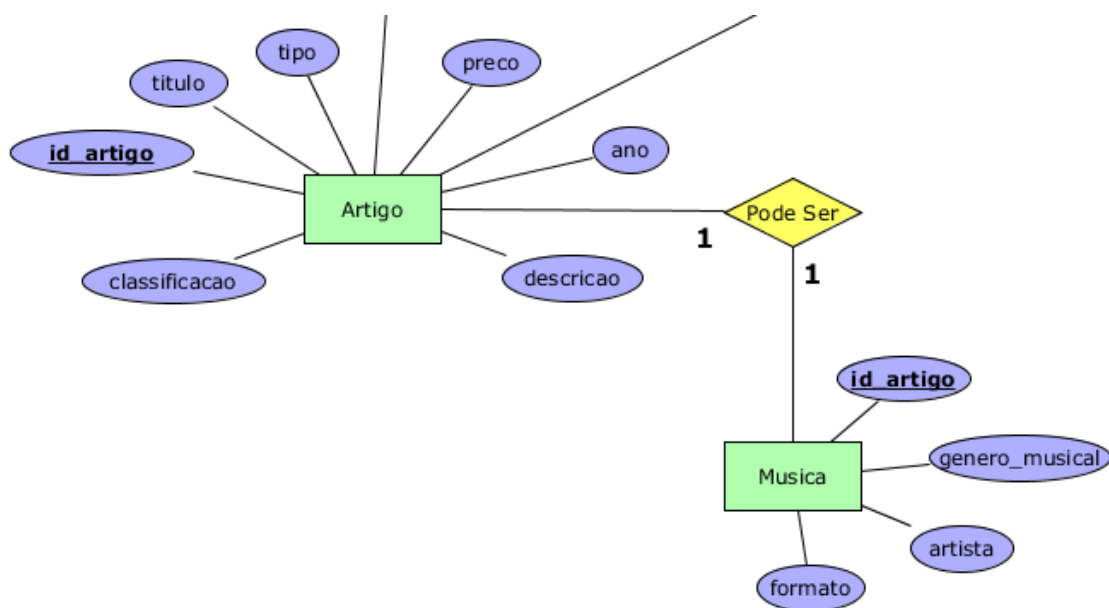 tipo
preco
titulo
id_artigo
ano
Artigo
Pode Ser
1
1
classificacao
descricao
id_artigo
genero_musical
Musica
artista
formato